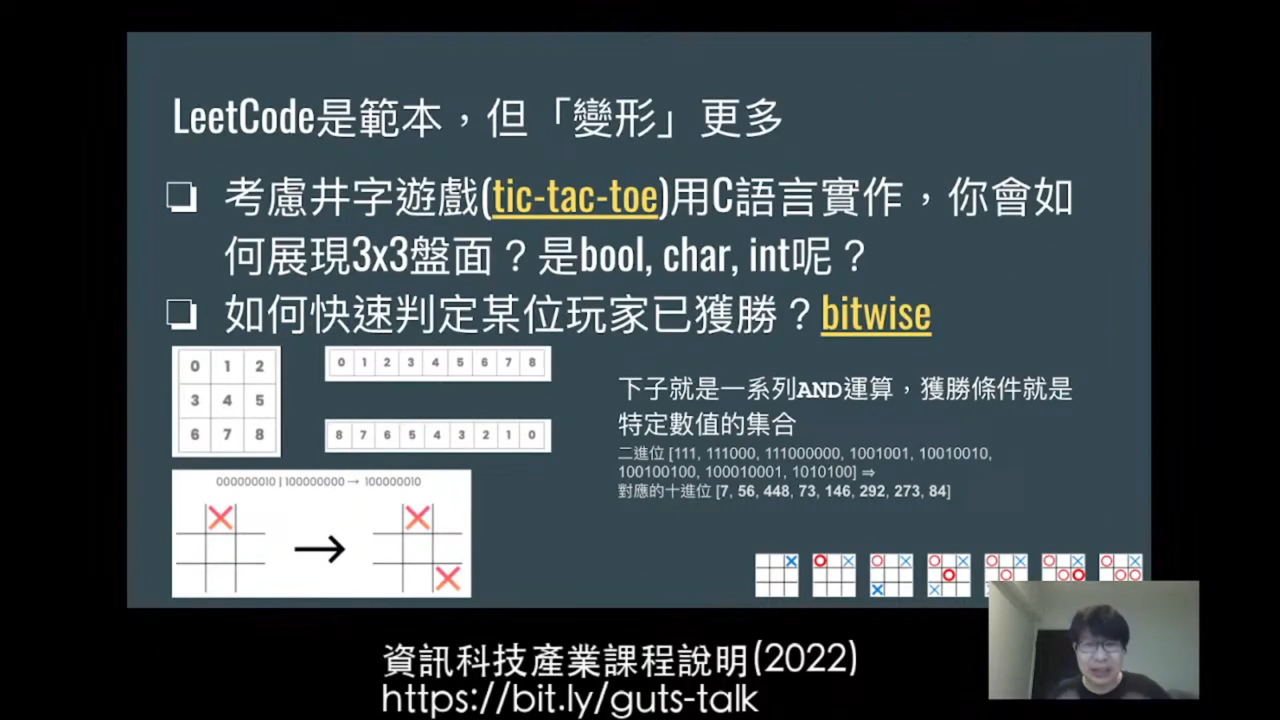 LeetCode是範本，但「變形」更多
❏ 考慮井字遊戲(tic-tac-toe)用C語言實作，你會如
何展現3x3盤面？是bool, char, int呢？
❏ 如何快速判定某位玩家已獲勝？bitwise
0 1 2
3 4 5
6 7 8
0 1 2 3 4 5 6 7 8
8 7 6 5 4 3 2 1 0
000000010 | 100000000 → 100000010
下子就是一系列AND運算，獲勝條件就是
特定數值的集合
二進位 [111, 111000, 111000000, 1001001, 10010010,
100100100, 100010001, 1010100] ⇒
對應的十進位 [7, 56, 448, 73, 146, 292, 273, 84]
資訊科技產業課程說明(2022)
https://bit.ly/guts-talk